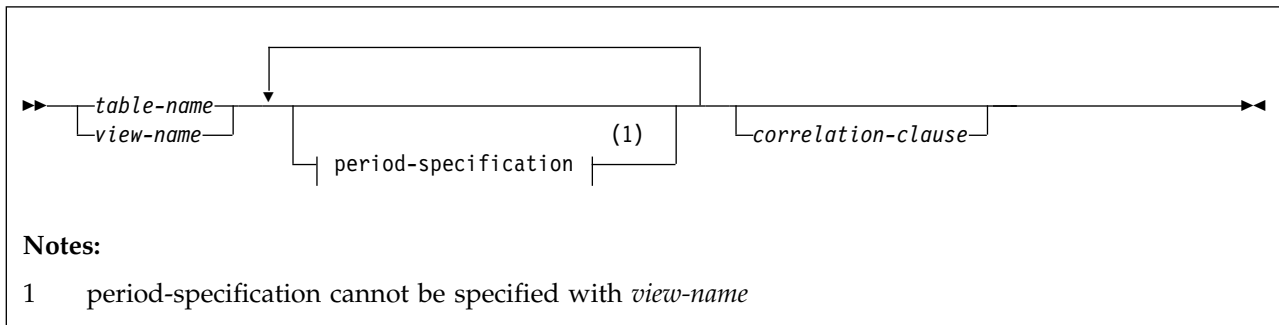 table-name
view-name
(1)
period-specification
correlation-clause
Notes:
1 period-specification cannot be specified with view-name